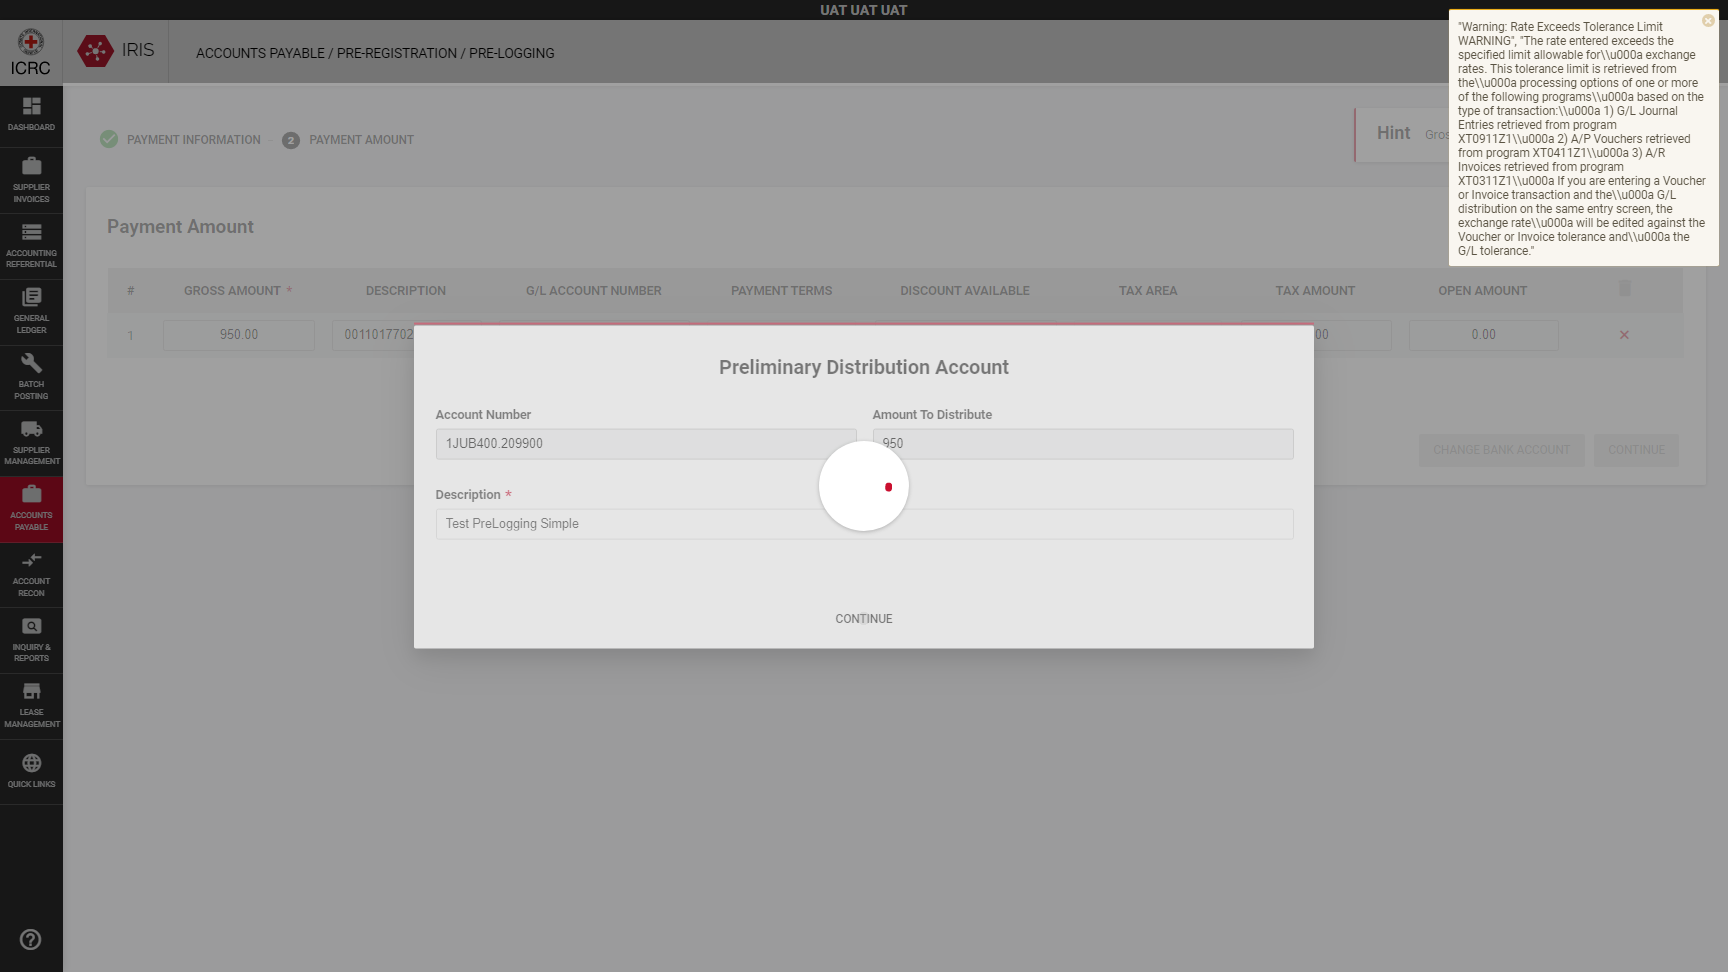 UAT UAT UAT
ICRC
IRIS
ACCOUNTS PAYABLE / PRE-REGISTRATION / PRE-LOGGING
"Warning: Rate Exceeds Tolerance Limit
WARNING", "The rate entered exceeds the
specified limit allowable for\\u000a exchange
rates. This tolerance limit is retrieved from
the\\u000a processing options of one or more
of the following programs\\u000a based on the
type of transaction:\\u000a 1) G/L Journal
Entries retrieved from program
XT0911Z1\\u000a 2) A/P Vouchers retrieved
from program XT0411Z1\\u000a 3) A/R
Invoices retrieved from program
XT0311Z1\\u000a If you are entering a Voucher
or Invoice transaction and the\\u000a G/L
distribution on the same entry screen, the
exchange rate\\u000a will be edited against the
Voucher or Invoice tolerance and\\u000a the
G/L tolerance."
DASHBOARD
SUPPLIER
INVOICES
ACCOUNTING
REFERENTIAL
GENERAL
LEDGER
BATCH
POSTING
SUPPLIER
MANAGEMENT
ACCOUNTS
PAYABLE
ACCOUNT
RECON
INQUIRY &
REPORTS
LEASE
MANAGEMENT
QUICK LINKS
PAYMENT INFORMATION
2 PAYMENT AMOUNT
Hint Gros
Payment Amount
# GROSS AMOUNT * DESCRIPTION G/L ACCOUNT NUMBER PAYMENT TERMS DISCOUNT AVAILABLE TAX AREA TAX AMOUNT OPEN AMOUNT
1 950.00 0011017702 00 0.00
CHANGE BANK ACCOUNT CONTINUE
Preliminary Distribution Account
Account Number Amount To Distribute
1JUB400.209900 950
Description *
Test PreLogging Simple
CONTINUE